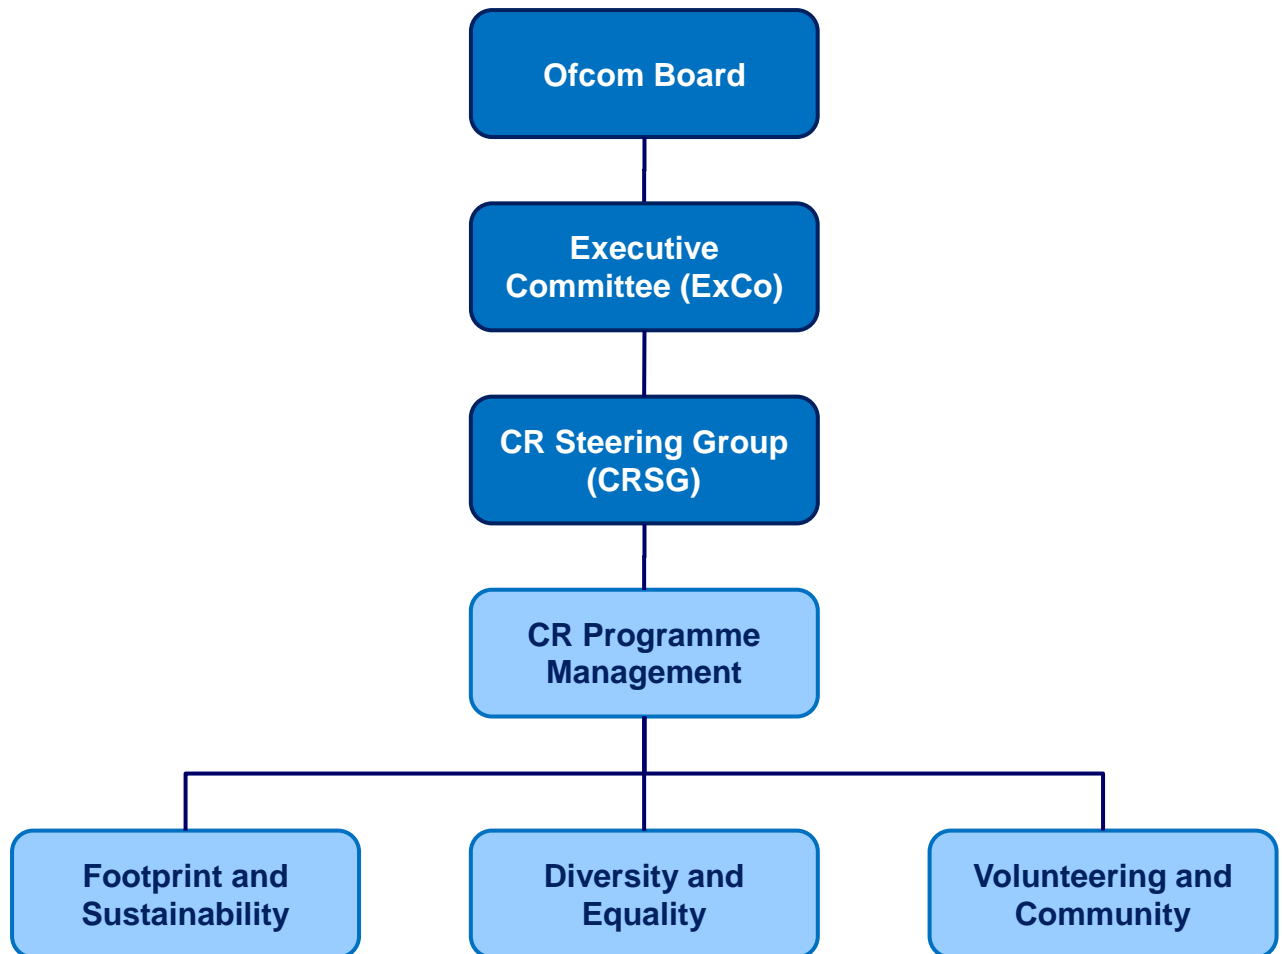 Ofcom Board
Executive
Committee (ExCo)
CR Steering Group
(CRSG)
CR Programme
Management
Footprint and
Sustainability
Diversity and
Equality
Volunteering and
Community